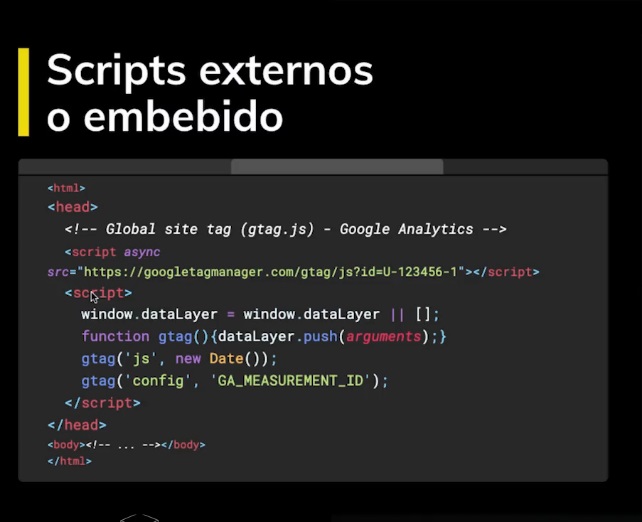 Scripts externos
o embebido
<html>
<head>
<!-- Global site tag (gtag.js) - Google Analytics -->
<script async
src="https://googletagmanager.com/gtag/js?id=U-123456-1"></script>
<script>
window.dataLayer = window.dataLayer || [];
function gtag(){dataLayer.push(arguments);}
gtag('js', new Date());
gtag('config', 'GA_MEASUREMENT_ID');
</script>
</head>
<body><!-- ... --></body>
</html>